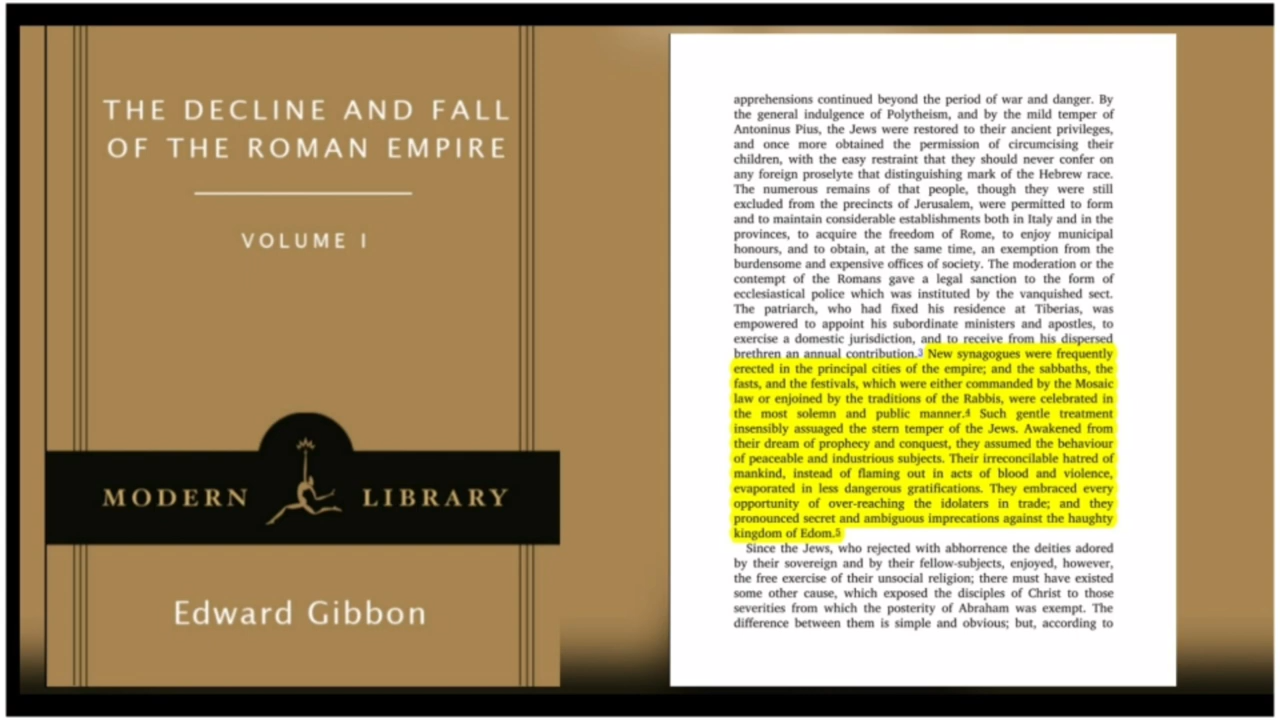 THE DECLINE AND FALL
OF THE ROMAN EMPIRE
VOLUME I
MODERN LIBRARY
Edward Gibbon
apprehensions continued beyond the period of war and danger. By
the general indulgence of Polytheism, and by the mild temper of
Antoninus Pius, the Jews were restored to their ancient privileges,
and once more obtained the permission of circumcising their
children, with the easy restraint that they should never confer on
any foreign proselyte that distinguishing mark of the Hebrew race.
The numerous remains of that people, though they were still
excluded from the precincts of Jerusalem, were permitted to form
and to maintain considerable establishments both in Italy and in the
provinces, to acquire the freedom of Rome, to enjoy municipal
honours, and to obtain, at the same time, an exemption from the
burdensome and expensive offices of society. The moderation or the
contempt of the Romans gave a legal sanction to the form of
ecclesiastical police which was instituted by the vanquished sect.
The patriarch, who had fixed his residence at Tiberias, was
empowered to appoint his subordinate ministers and apostles, to
exercise a domestic jurisdiction, and to receive from his dispersed
brethren an annual contribution.3 New synagogues were frequently
erected in the principal cities of the empire; and the sabbaths, the
fasts, and the festivals, which were either commanded by the Mosaic
law or enjoined by the traditions of the Rabbis, were celebrated in
the most solemn and public manner.4 Such gentle treatment
insensibly assuaged the stern temper of the Jews. Awakened from
their dream of prophecy and conquest, they assumed the behaviour
of peaceable and industrious subjects. Their irreconcilable hatred of
mankind, instead of flaming out in acts of blood and violence,
evaporated in less dangerous gratifications. They embraced every
opportunity of over-reaching the idolaters in trade; and they
pronounced secret and ambiguous imprecations against the haughty
kingdom of Edom.5
Since the Jews, who rejected with abhorrence the deities adored
by their sovereign and by their fellow-subjects, enjoyed, however,
the free exercise of their unsocial religion; there must have existed
some other cause, which exposed the disciples of Christ to those
severities from which the posterity of Abraham was exempt. The
difference between them is simple and obvious; but, according to